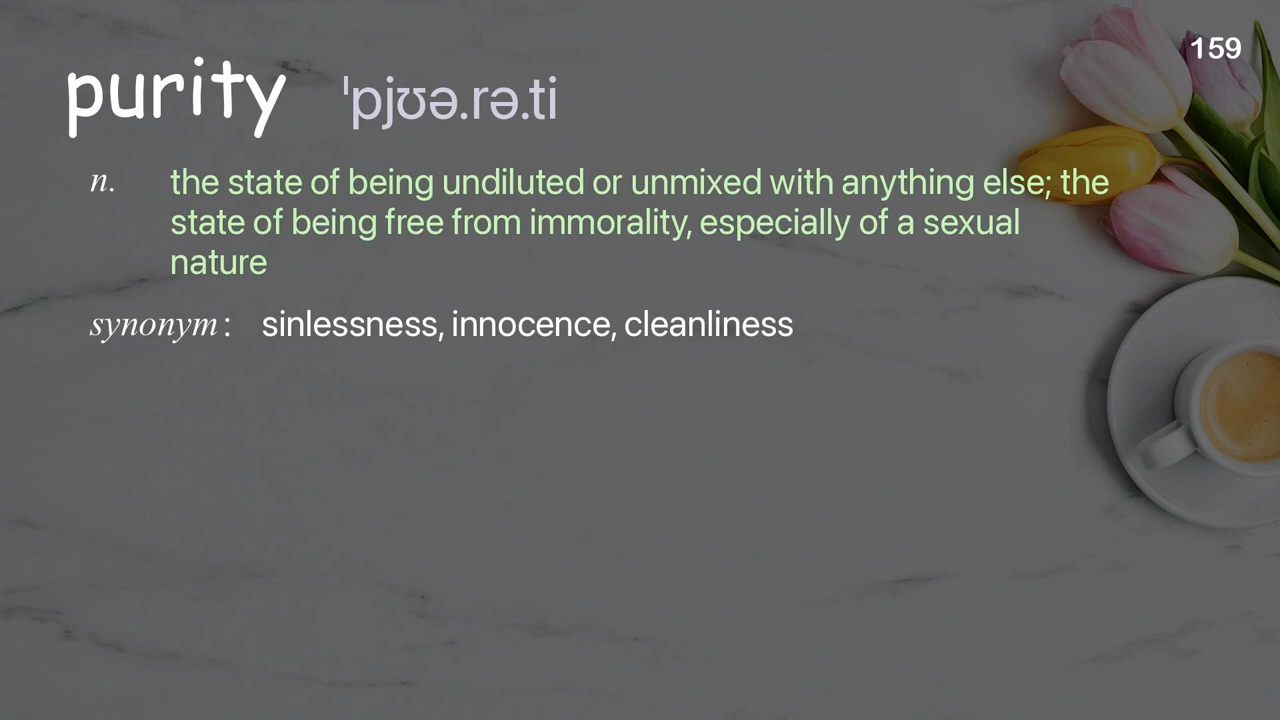 159
purity ˈpjʊə.rə.ti
n. the state of being undiluted or unmixed with anything else; the
state of being free from immorality, especially of a sexual
nature
synonym: sinlessness, innocence, cleanliness